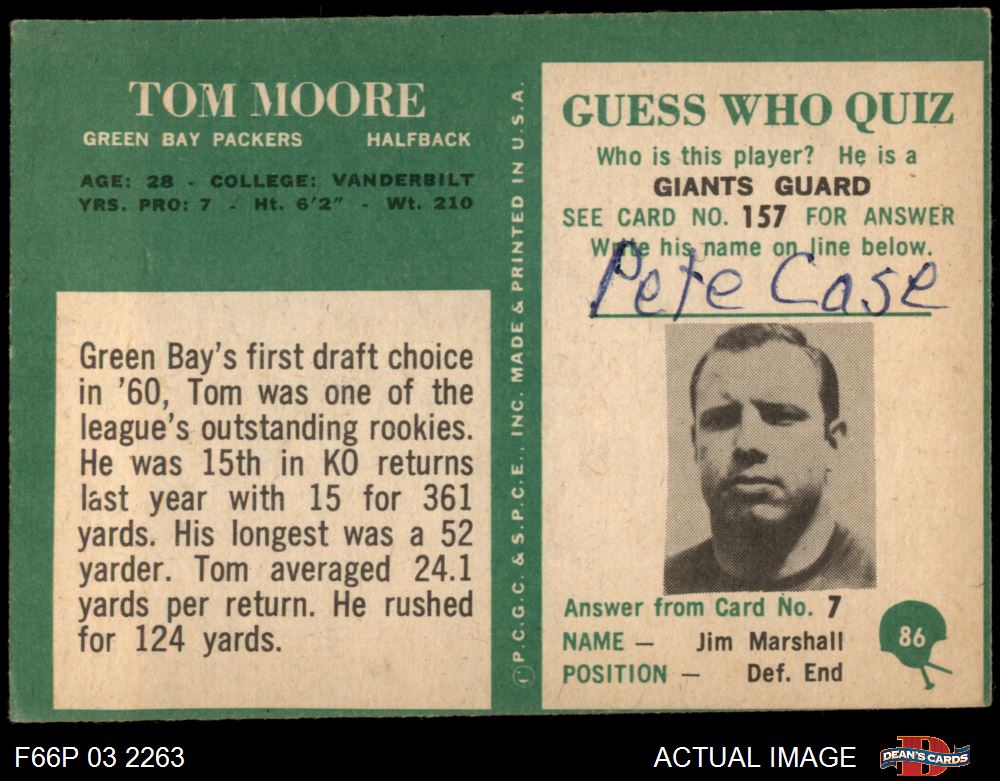 TOM MOORE
GREEN BAY PACKERS HALFBACK
AGE: 28 - COLLEGE: VANDERBILT
YRS. PRO: 7 - Ht. 6'2" - Wt. 210
Green Bay's first draft choice
in '60, Tom was one of the
league's outstanding rookies.
He was 15th in KO returns
last year with 15 for 361
yards. His longest was a 52
yarder. Tom averaged 24.1
yards per return. He rushed
for 124 yards.
© P.C.G.C. & S.P.C.E., INC. MADE & PRINTED IN U.S.A.
GUESS WHO QUIZ
Who is this player? He is a
GIANTS GUARD
SEE CARD NO. 157 FOR ANSWER
Write his name on line below.
Pete Case
Answer from Card No. 7
NAME — Jim Marshall
POSITION — Def. End
86
F66P 03 2263
ACTUAL IMAGE
DEAN'S CARDS